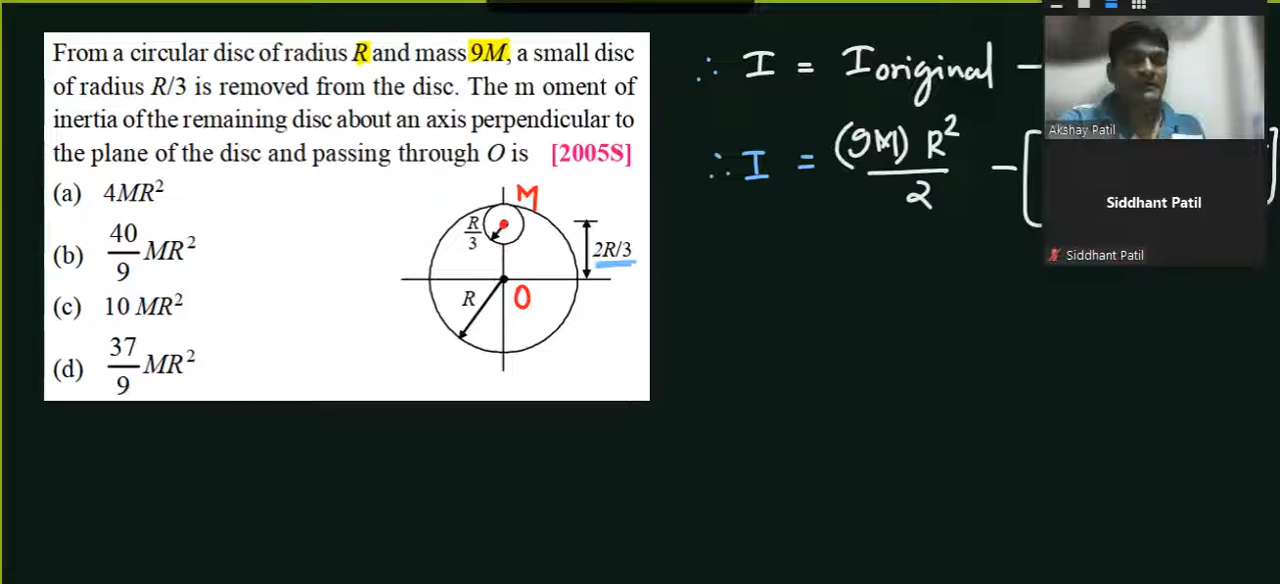 From a circular disc of radius R and mass 9M, a small disc
of radius R/3 is removed from the disc. The m oment of
inertia of the remaining disc about an axis perpendicular to
the plane of the disc and passing through O is [2005S]
(a) 4MR²
(b) 40/9 MR²
(c) 10 MR²
(d) 37/9 MR²
M
R/3
2R/3
R
O
∴ I = I original −
∴ I = (9M) R²/2 − [ ]
Akshay Patil
Siddhant Patil
Siddhant Patil